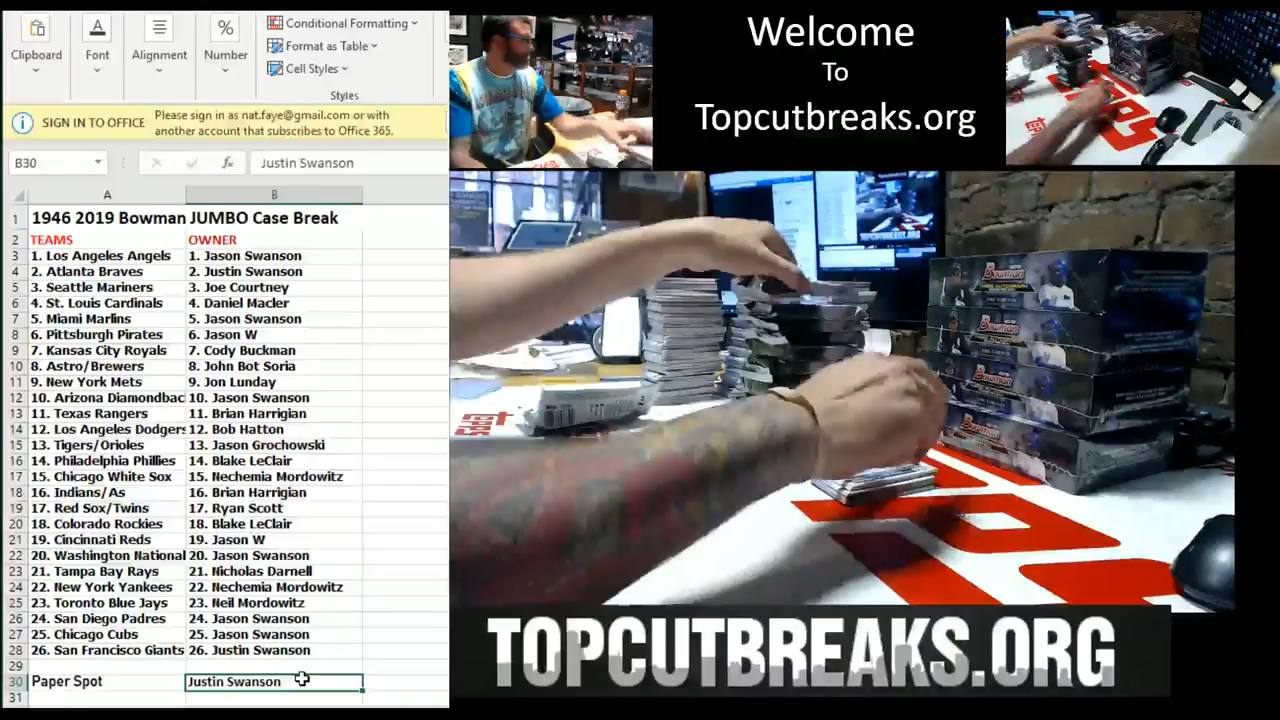 Conditional Formatting
Format as Table
Cell Styles
Clipboard
Font
Alignment
Number
%
Styles
SIGN IN TO OFFICE
Please sign in as nat.faye@gmail.com or with
another account that subscribes to Office 365.
B30
fx
Justin Swanson
A B
1 1946 2019 Bowman JUMBO Case Break
2 TEAMS OWNER
3 1. Los Angeles Angels 1. Jason Swanson
4 2. Atlanta Braves 2. Justin Swanson
5 3. Seattle Mariners 3. Joe Courtney
6 4. St. Louis Cardinals 4. Daniel Macler
7 5. Miami Marlins 5. Jason Swanson
8 6. Pittsburgh Pirates 6. Jason W
9 7. Kansas City Royals 7. Cody Buckman
10 8. Astro/Brewers 8. John Bot Soria
11 9. New York Mets 9. Jon Lunday
12 10. Arizona Diamondbac 10. Jason Swanson
13 11. Texas Rangers 11. Brian Harrigian
14 12. Los Angeles Dodgers 12. Bob Hatton
15 13. Tigers/Orioles 13. Jason Grochowski
16 14. Philadelphia Phillies 14. Blake LeClair
17 15. Chicago White Sox 15. Nechemia Mordowitz
18 16. Indians/As 16. Brian Harrigian
19 17. Red Sox/Twins 17. Ryan Scott
20 18. Colorado Rockies 18. Blake LeClair
21 19. Cincinnati Reds 19. Jason W
22 20. Washington National 20. Jason Swanson
23 21. Tampa Bay Rays 21. Nicholas Darnell
24 22. New York Yankees 22. Nechemia Mordowitz
25 23. Toronto Blue Jays 23. Neil Mordowitz
26 24. San Diego Padres 24. Jason Swanson
27 25. Chicago Cubs 25. Jason Swanson
28 26. San Francisco Giants 26. Justin Swanson
29
30 Paper Spot Justin Swanson
31
Welcome
To
Topcutbreaks.org
Bowman
Bowman
Bowman
Bowman
topps
TOPCUTBREAKS.ORG